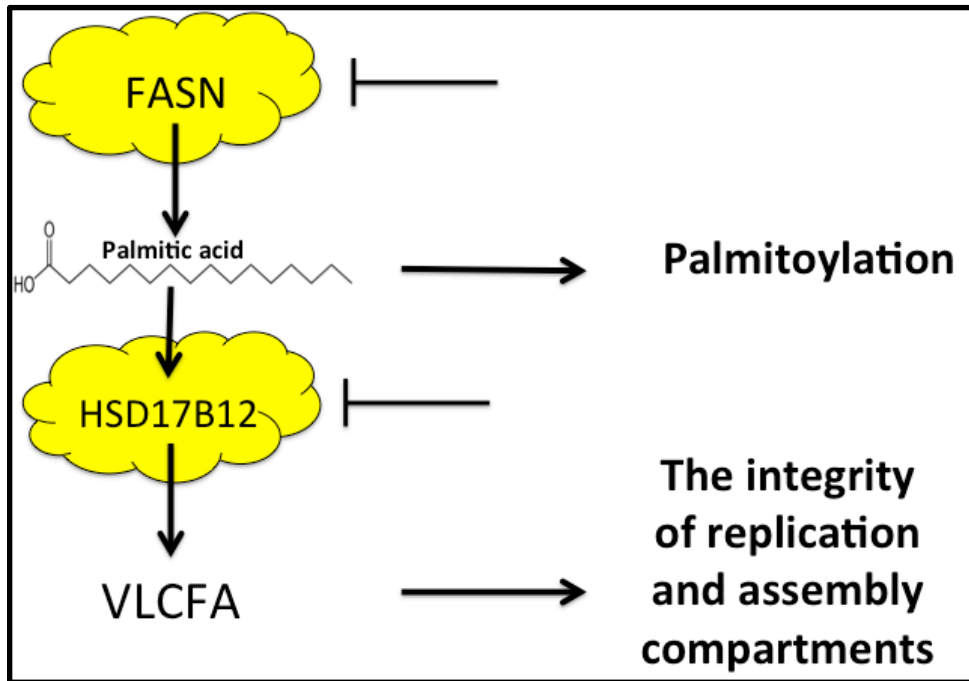 FASN
O
Palmitic acid
HO
Palmitoylation
HSD17B12
The integrity
of replication
and assembly
compartments
VLCFA